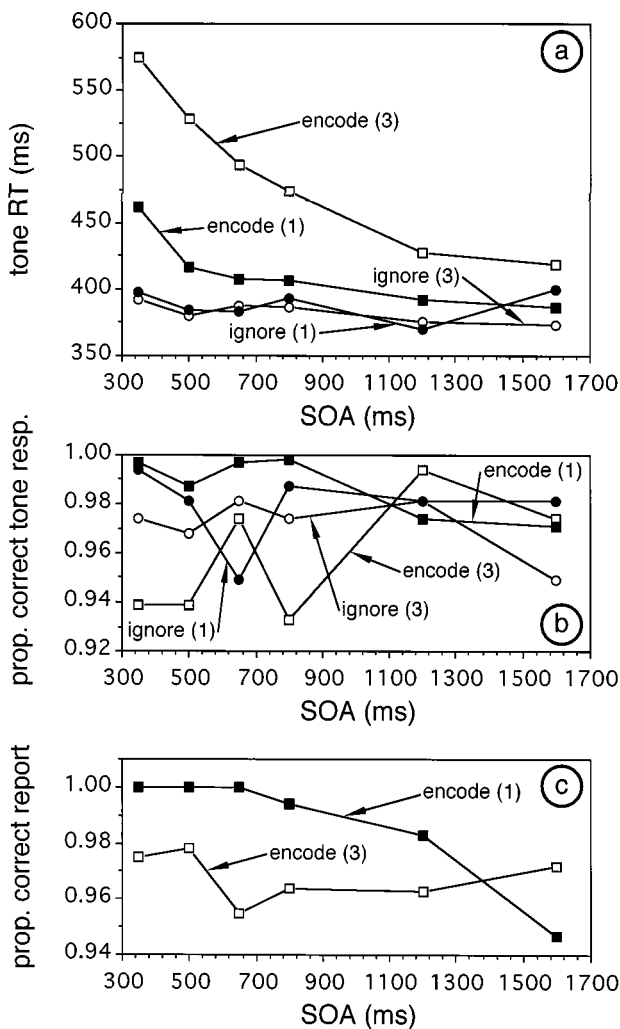 600
a
550
encode (3)
500
tone RT (ms)
450
encode (1)
ignore (3)
400
ignore (1)
350
300 500 700 900 1100 1300 1500 1700
SOA (ms)
1.00
encode (1)
0.98
prop. correct tone resp.
0.96
encode (3)
ignore (3)
0.94
ignore (1)
b
0.92
300 500 700 900 1100 1300 1500 1700
SOA (ms)
c
1.00
encode (1)
0.98
prop. correct report
encode (3)
0.96
0.94
300 500 700 900 1100 1300 1500 1700
SOA (ms)